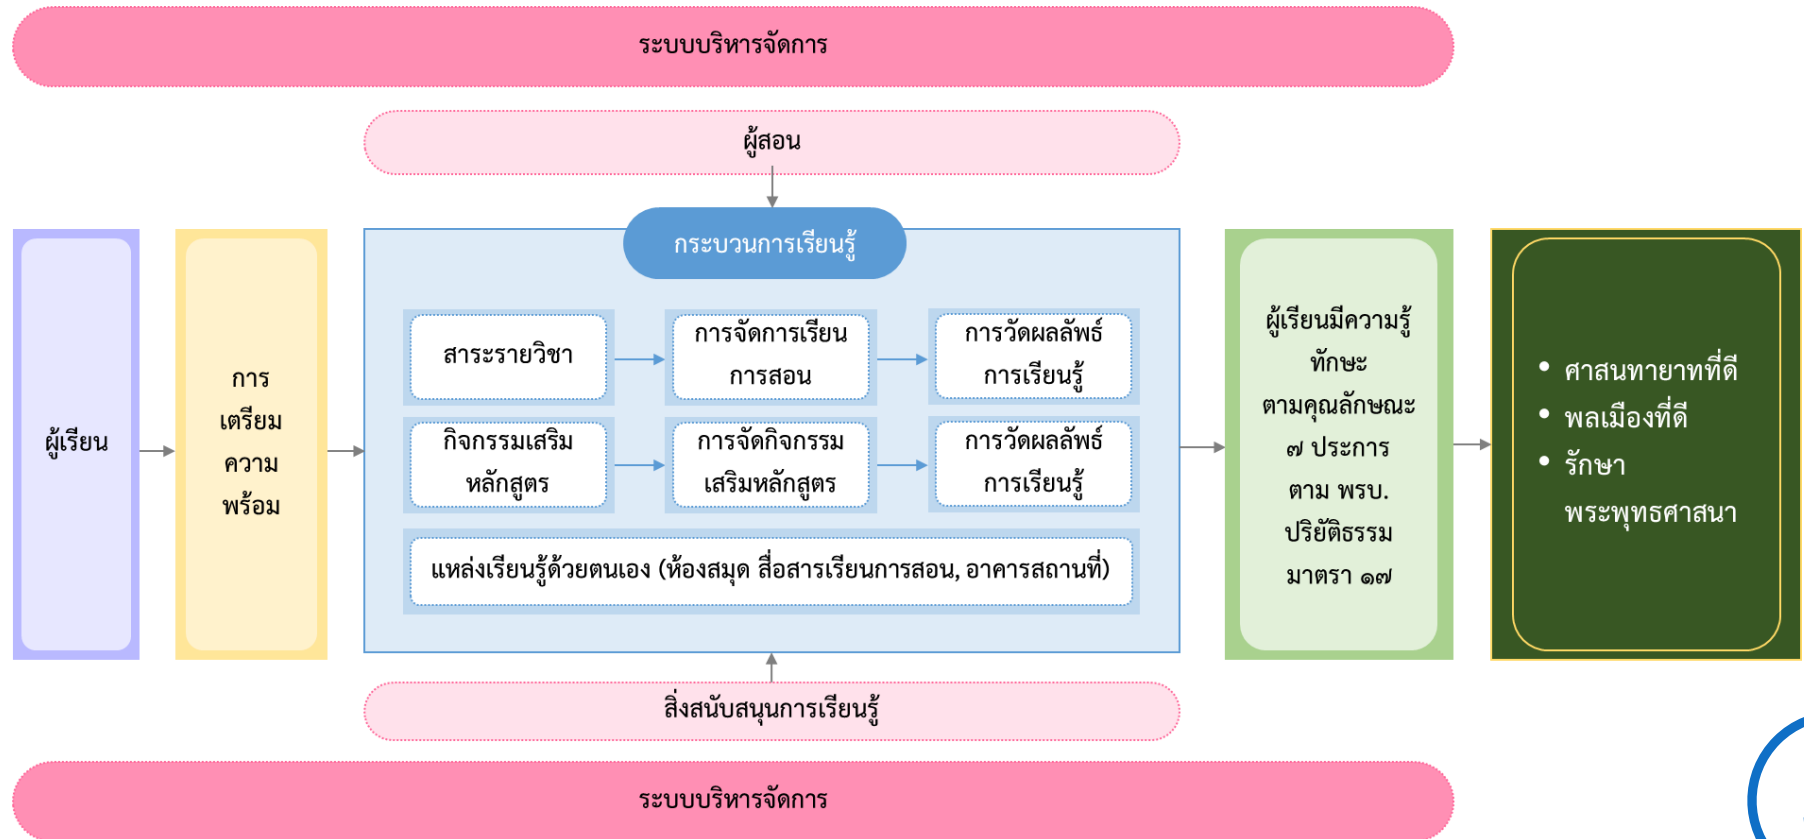 ระบบบริหารจัดการ
ผู้สอน
กระบวนการเรียนรู้
ผู้เรียน
การ
เตรียม
ความ
พร้อม
สาระรายวิชา
การจัดการเรียน
การสอน
การวัดผลลัพธ์
การเรียนรู้
กิจกรรมเสริม
หลักสูตร
การจัดกิจกรรม
เสริมหลักสูตร
การวัดผลลัพธ์
การเรียนรู้
แหล่งเรียนรู้ด้วยตนเอง (ห้องสมุด สื่อสารเรียนการสอน, อาคารสถานที่)
ผู้เรียนมีความรู้
ทักษะ
ตามคุณลักษณะ
๗ ประการ
ตาม พรบ.
ปริยัติธรรม
มาตรา ๑๗
• ศาสนทายาทที่ดี
• พลเมืองที่ดี
• รักษา
พระพุทธศาสนา
สิ่งสนับสนุนการเรียนรู้
ระบบบริหารจัดการ